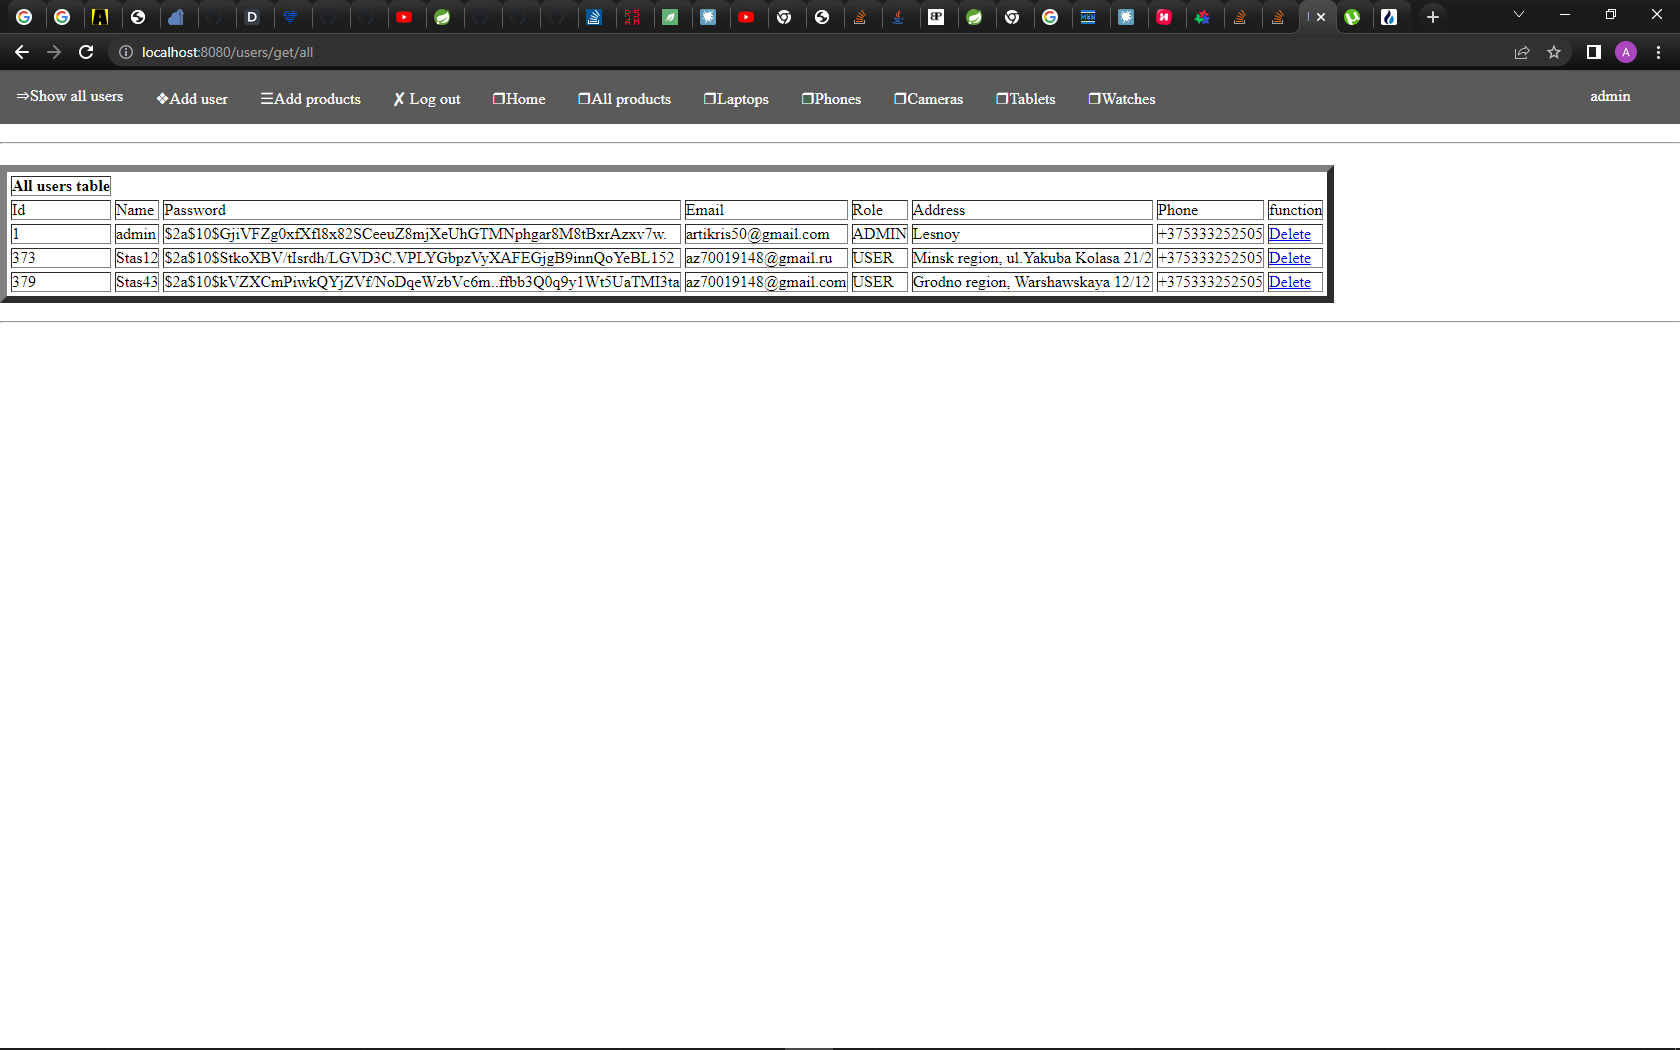 localhost:8080/users/get/all
A
⇒Show all users ❖Add user ☰Add products ✗ Log out ❐Home ❐All products ❐Laptops ❐Phones ❐Cameras ❐Tablets ❐Watches admin
All users table
Id Name Password Email Role Address Phone function
1 admin $2a$10$GjiVFZg0xfXfl8x82SCeeuZ8mjXeUhGTMNphgar8M8tBxrAzxv7w. artikris50@gmail.com ADMIN Lesnoy +375333252505 Delete
373 Stas12 $2a$10$StkoXBV/tIsrdh/LGVD3C.VPLYGbpzVyXAFEGjgB9innQoYeBL152 az70019148@gmail.ru USER Minsk region, ul.Yakuba Kolasa 21/2 +375333252505 Delete
379 Stas43 $2a$10$kVZXCmPiwkQYjZVf/NoDqeWzbVc6m..ffbb3Q0q9y1Wt5UaTMI3ta az70019148@gmail.com USER Grodno region, Warshawskaya 12/12 +375333252505 Delete